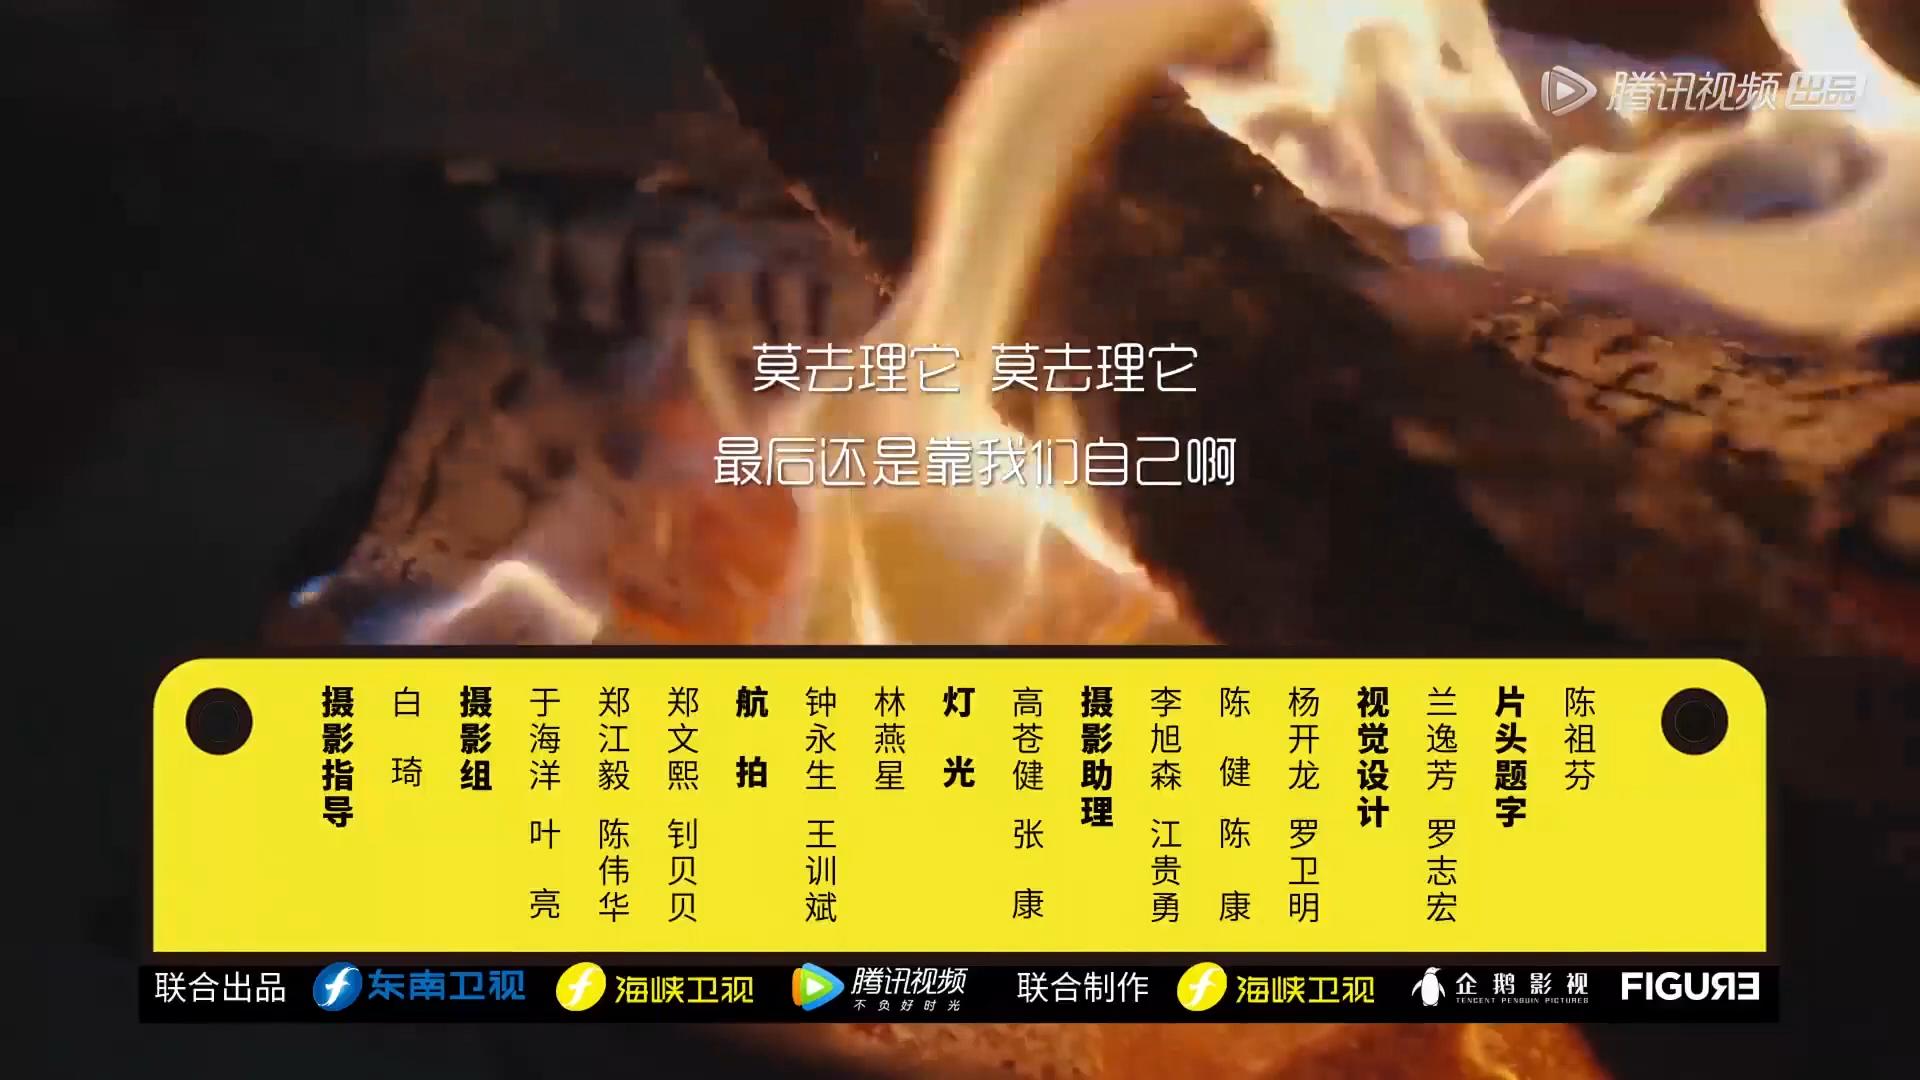 腾讯视频 出品
莫去理它 莫去理它
最后还是靠我们自己啊
摄影指导
白琦
摄影组
于海洋 叶亮
郑江毅 陈伟华
郑文熙 钊贝贝
航拍
钟永生 王训斌
林燕星
灯光
高苍健 张康
摄影助理
李旭森 江贵勇
陈健 陈康
杨开龙 罗卫明
视觉设计
兰逸芳 罗志宏
片头题字
陈祖芬
联合出品 东南卫视 海峡卫视 腾讯视频 不负好时光 联合制作 海峡卫视 企鹅影视 TENCENT PENGUIN PICTURES FIGURE